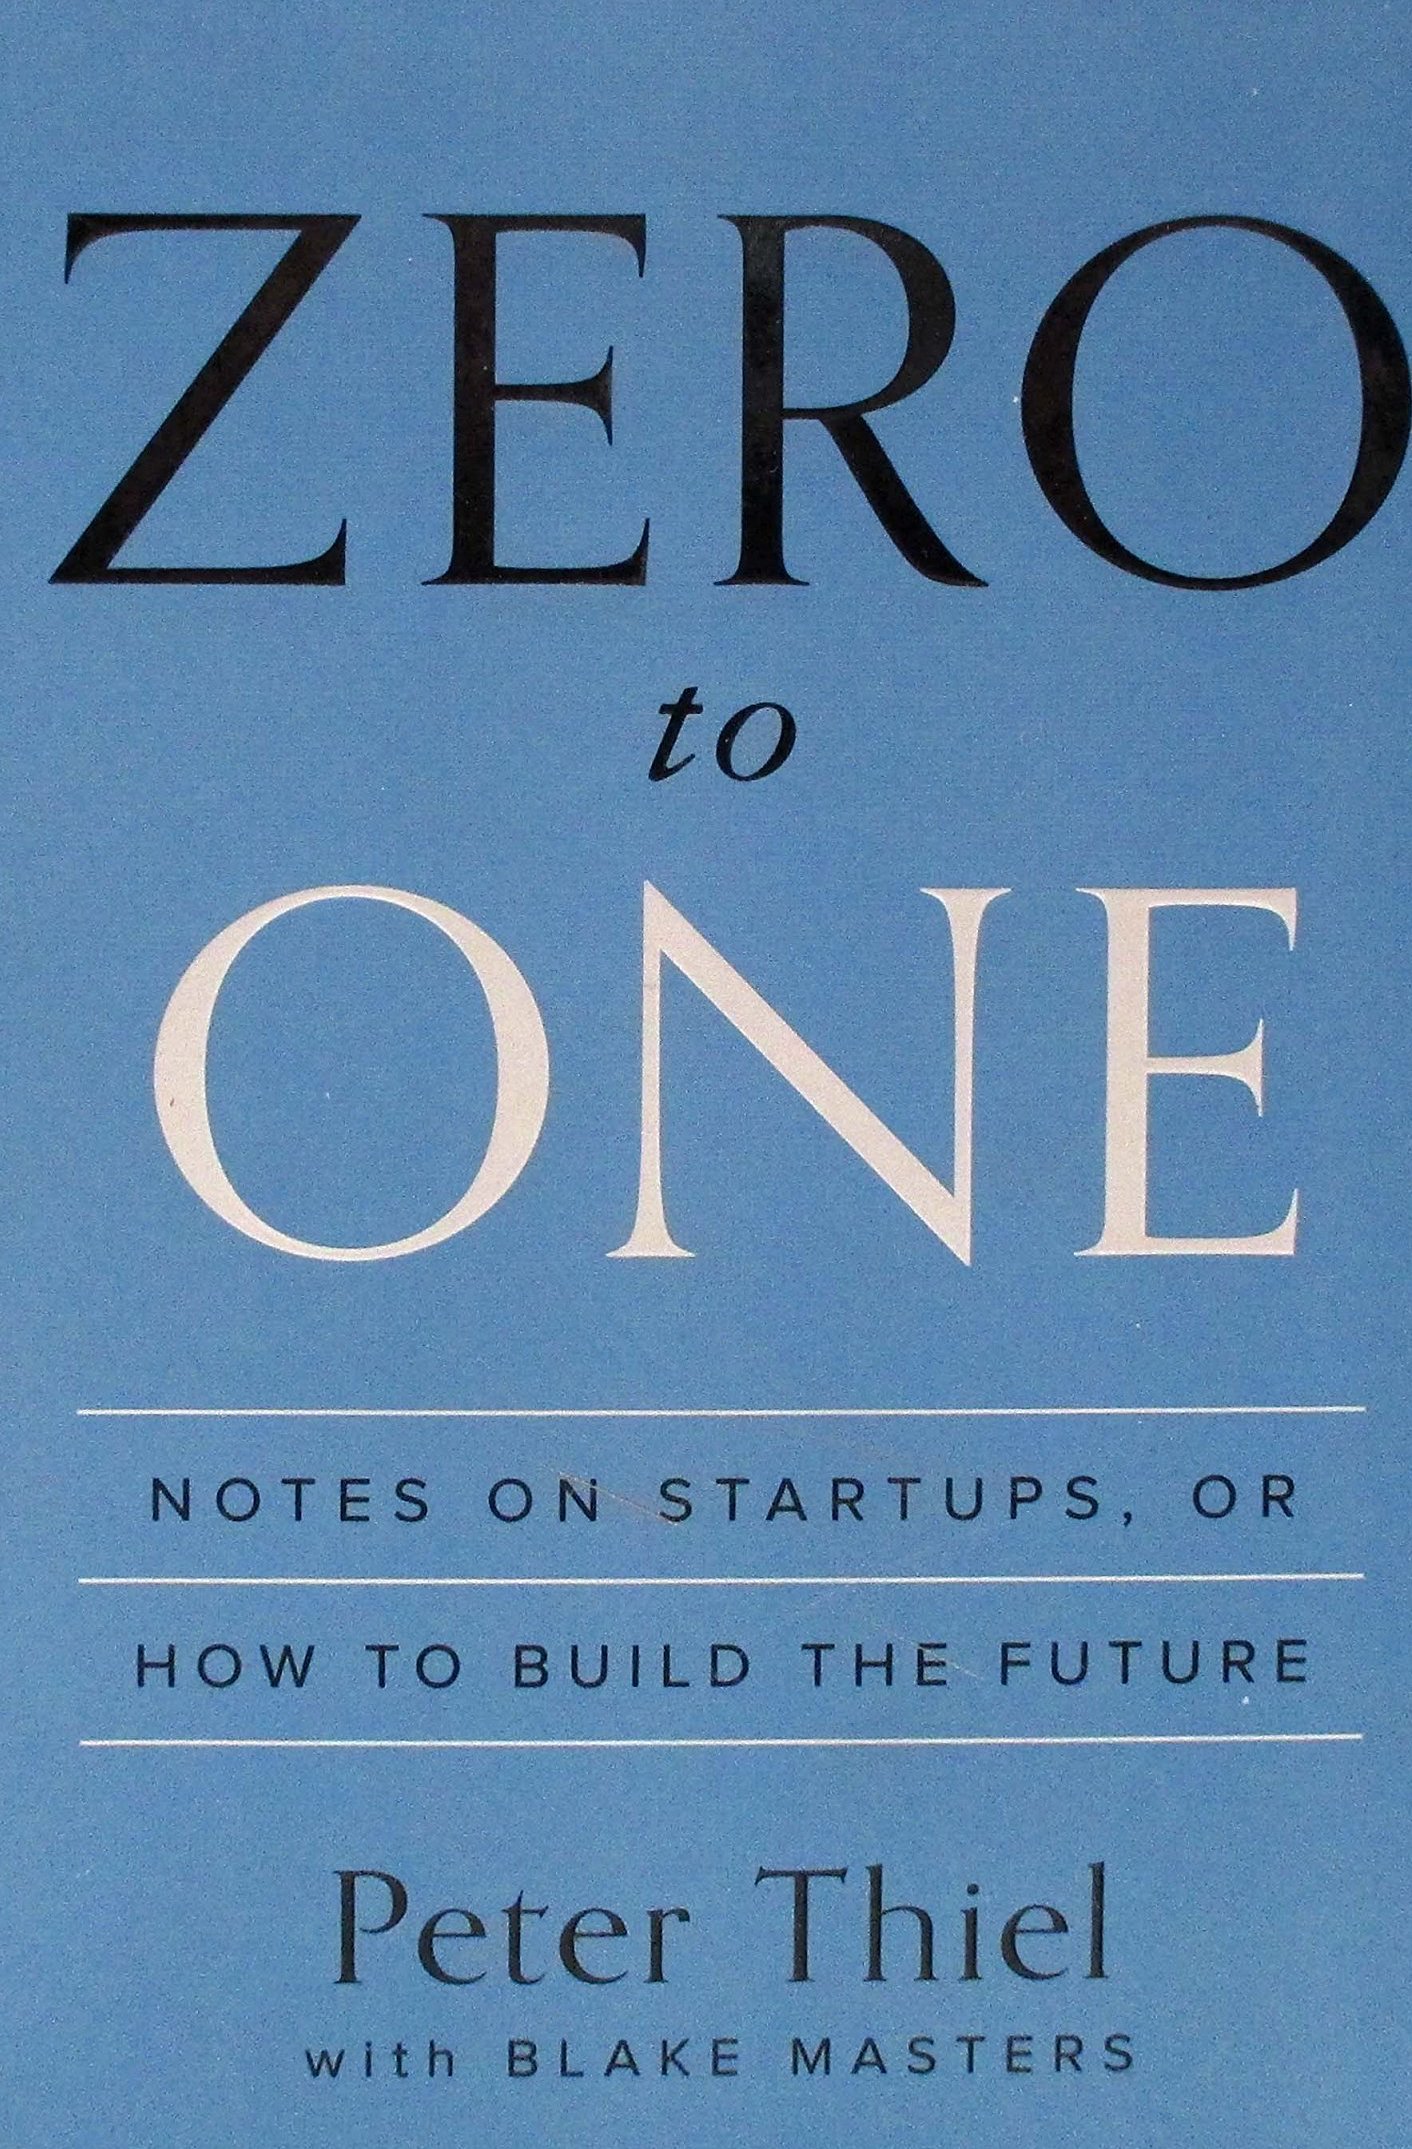 ZERO
to
ONE
NOTES ON STARTUPS, OR
HOW TO BUILD THE FUTURE
Peter Thiel
with BLAKE MASTERS